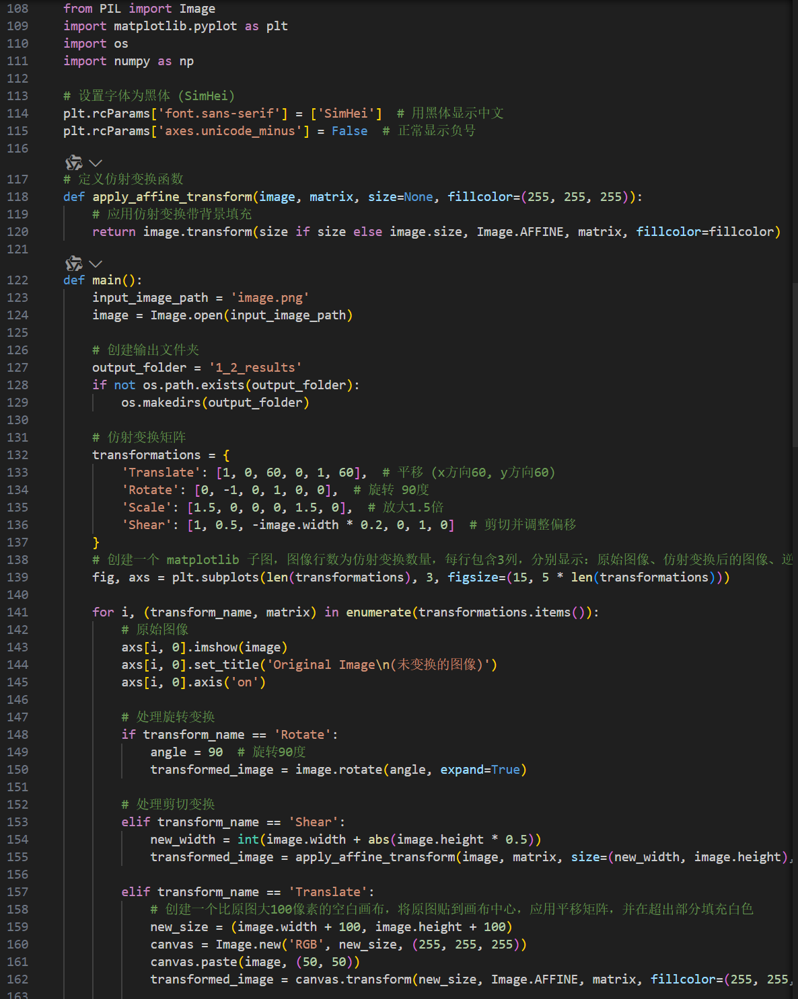 108 from PIL import Image
109 import matplotlib.pyplot as plt
110 import os
111 import numpy as np
112
113 # 设置字体为黑体 (SimHei)
114 plt.rcParams['font.sans-serif'] = ['SimHei']  # 用黑体显示中文
115 plt.rcParams['axes.unicode_minus'] = False  # 正常显示负号
116
117 # 定义仿射变换函数
118 def apply_affine_transform(image, matrix, size=None, fillcolor=(255, 255, 255)):
119     # 应用仿射变换带背景填充
120     return image.transform(size if size else image.size, Image.AFFINE, matrix, fillcolor=fillcolor)
121
122 def main():
123     input_image_path = 'image.png'
124     image = Image.open(input_image_path)
125
126     # 创建输出文件夹
127     output_folder = '1_2_results'
128     if not os.path.exists(output_folder):
129         os.makedirs(output_folder)
130
131     # 仿射变换矩阵
132     transformations = {
133         'Translate': [1, 0, 60, 0, 1, 60],  # 平移 (x方向60, y方向60)
134         'Rotate': [0, -1, 0, 1, 0, 0],  # 旋转 90度
135         'Scale': [1.5, 0, 0, 0, 1.5, 0],  # 放大1.5倍
136         'Shear': [1, 0.5, -image.width * 0.2, 0, 1, 0]  # 剪切并调整偏移
137     }
138     # 创建一个 matplotlib 子图，图像行数为仿射变换数量，每行包含3列，分别显示：原始图像、仿射变换后的图像、逆
139     fig, axs = plt.subplots(len(transformations), 3, figsize=(15, 5 * len(transformations)))
140
141     for i, (transform_name, matrix) in enumerate(transformations.items()):
142         # 原始图像
143         axs[i, 0].imshow(image)
144         axs[i, 0].set_title('Original Image\n(未变换的图像)')
145         axs[i, 0].axis('on')
146
147         # 处理旋转变换
148         if transform_name == 'Rotate':
149             angle = 90  # 旋转90度
150             transformed_image = image.rotate(angle, expand=True)
151
152         # 处理剪切变换
153         elif transform_name == 'Shear':
154             new_width = int(image.width + abs(image.height * 0.5))
155             transformed_image = apply_affine_transform(image, matrix, size=(new_width, image.height),
156
157         elif transform_name == 'Translate':
158             # 创建一个比原图大100像素的空白画布，将原图贴到画布中心，应用平移矩阵，并在超出部分填充白色
159             new_size = (image.width + 100, image.height + 100)
160             canvas = Image.new('RGB', new_size, (255, 255, 255))
161             canvas.paste(image, (50, 50))
162             transformed_image = canvas.transform(new_size, Image.AFFINE, matrix, fillcolor=(255, 255,
163